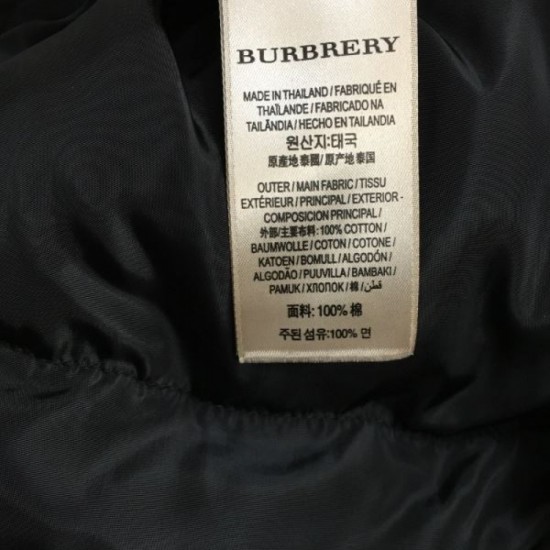 BURBRERY
MADE IN THAILAND / FABRIQUÉ EN
THAÏLANDE / FABRICADO NA
TAILÂNDIA / HECHO EN TAILANDIA
원산지:태국
原産地泰國/ 原产地泰国
OUTER / MAIN FABRIC / TISSU
EXTÉRIEUR / PRINCIPAL / EXTERIOR -
COMPOSICION PRINCIPAL /
外部/主要布料:100% COTTON /
BAUMWOLLE / COTON / COTONE /
KATOEN / BOMULL / ALGODÓN /
ALGODÃO / PUUVILLA / BAMBAKI /
PAMUK / ХЛОПОК / 棉 / قطن /
面料: 100% 棉
주된 섬유:100% 면